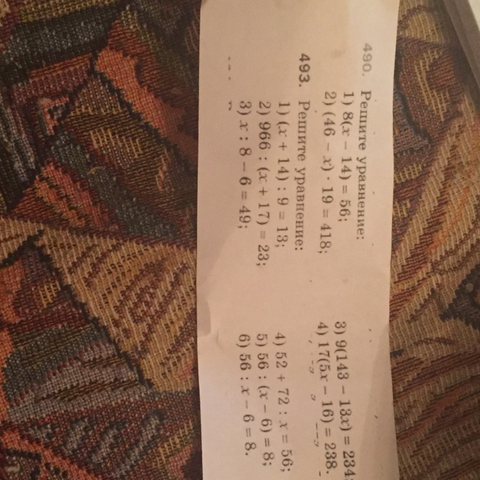 490. Решите уравнение:
1) 8(x − 14) = 56;
2) (46 − x) · 19 = 418;
3) 9(143 − 13x) = 234
4) 17(5x − 16) = 238.
493. Решите уравнение:
1) (x + 14) : 9 = 13;
2) 966 : (x + 17) = 23;
3) x : 8 − 6 = 49;
4) 52 + 72 : x = 56;
5) 56 : (x − 6) = 8;
6) 56 : x − 6 = 8.